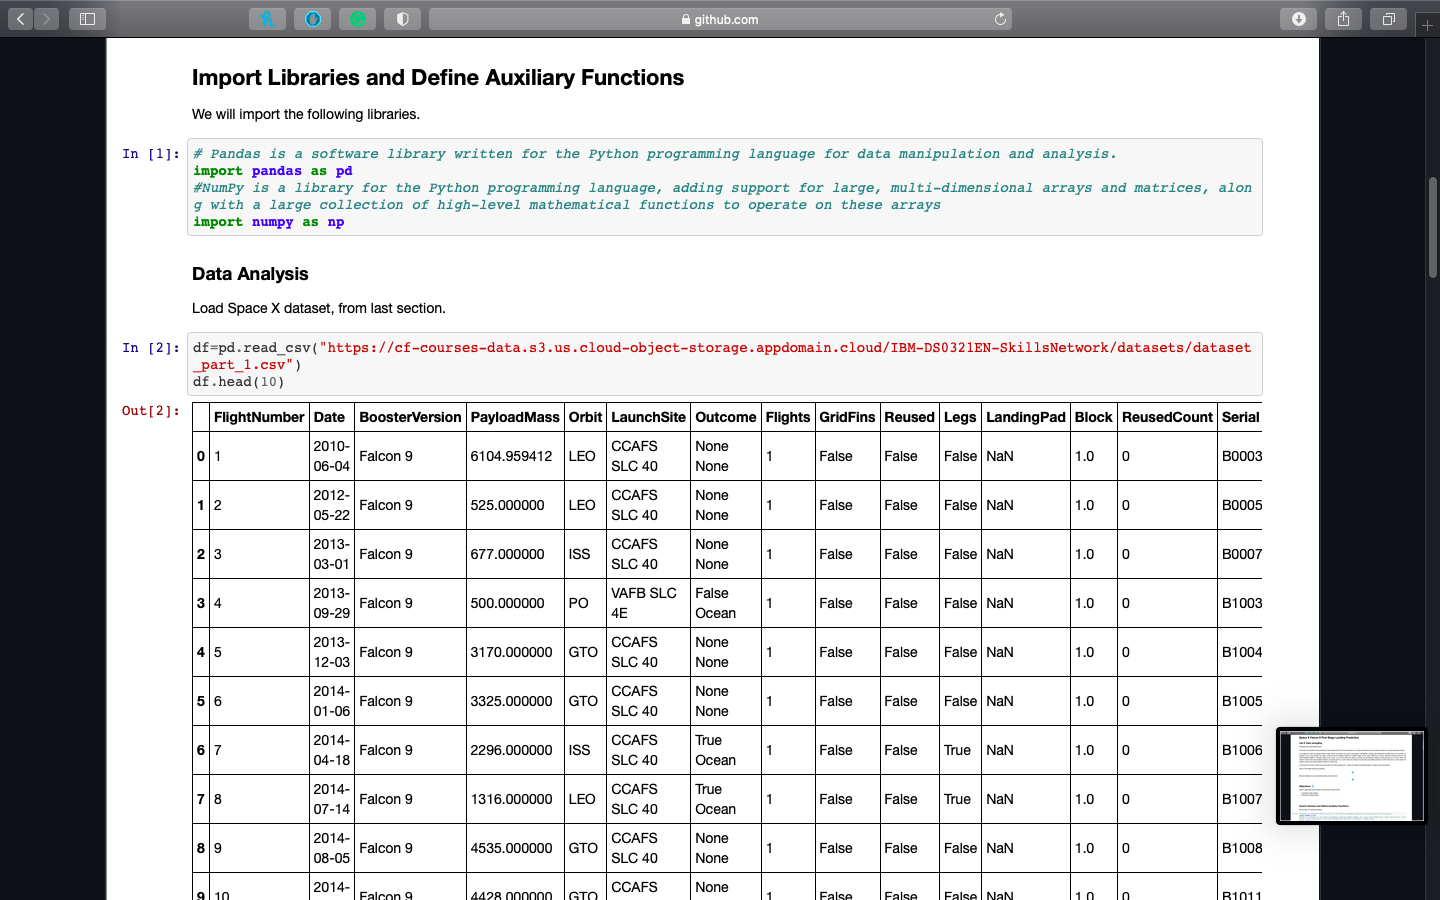 github.com
Import Libraries and Define Auxiliary Functions
We will import the following libraries.
In [1]: # Pandas is a software library written for the Python programming language for data manipulation and analysis.
import pandas as pd
#NumPy is a library for the Python programming language, adding support for large, multi-dimensional arrays and matrices, alon
g with a large collection of high-level mathematical functions to operate on these arrays
import numpy as np
Data Analysis
Load Space X dataset, from last section.
In [2]: df=pd.read_csv("https://cf-courses-data.s3.us.cloud-object-storage.appdomain.cloud/IBM-DS0321EN-SkillsNetwork/datasets/dataset
_part_1.csv")
df.head(10)
Out[2]: FlightNumber Date BoosterVersion PayloadMass Orbit LaunchSite Outcome Flights GridFins Reused Legs LandingPad Block ReusedCount Serial
0 1 2010-06-04 Falcon 9 6104.959412 LEO CCAFS SLC 40 None None 1 False False False NaN 1.0 0 B0003
1 2 2012-05-22 Falcon 9 525.000000 LEO CCAFS SLC 40 None None 1 False False False NaN 1.0 0 B0005
2 3 2013-03-01 Falcon 9 677.000000 ISS CCAFS SLC 40 None None 1 False False False NaN 1.0 0 B0007
3 4 2013-09-29 Falcon 9 500.000000 PO VAFB SLC 4E False Ocean 1 False False False NaN 1.0 0 B1003
4 5 2013-12-03 Falcon 9 3170.000000 GTO CCAFS SLC 40 None None 1 False False False NaN 1.0 0 B1004
5 6 2014-01-06 Falcon 9 3325.000000 GTO CCAFS SLC 40 None None 1 False False False NaN 1.0 0 B1005
6 7 2014-04-18 Falcon 9 2296.000000 ISS CCAFS SLC 40 True Ocean 1 False False True NaN 1.0 0 B1006
7 8 2014-07-14 Falcon 9 1316.000000 LEO CCAFS SLC 40 True Ocean 1 False False True NaN 1.0 0 B1007
8 9 2014-08-05 Falcon 9 4535.000000 GTO CCAFS SLC 40 None None 1 False False False NaN 1.0 0 B1008
9 10 2014- Falcon 9 4428.000000 GTO CCAFS None 1 False False False NaN 1.0 0 B1011